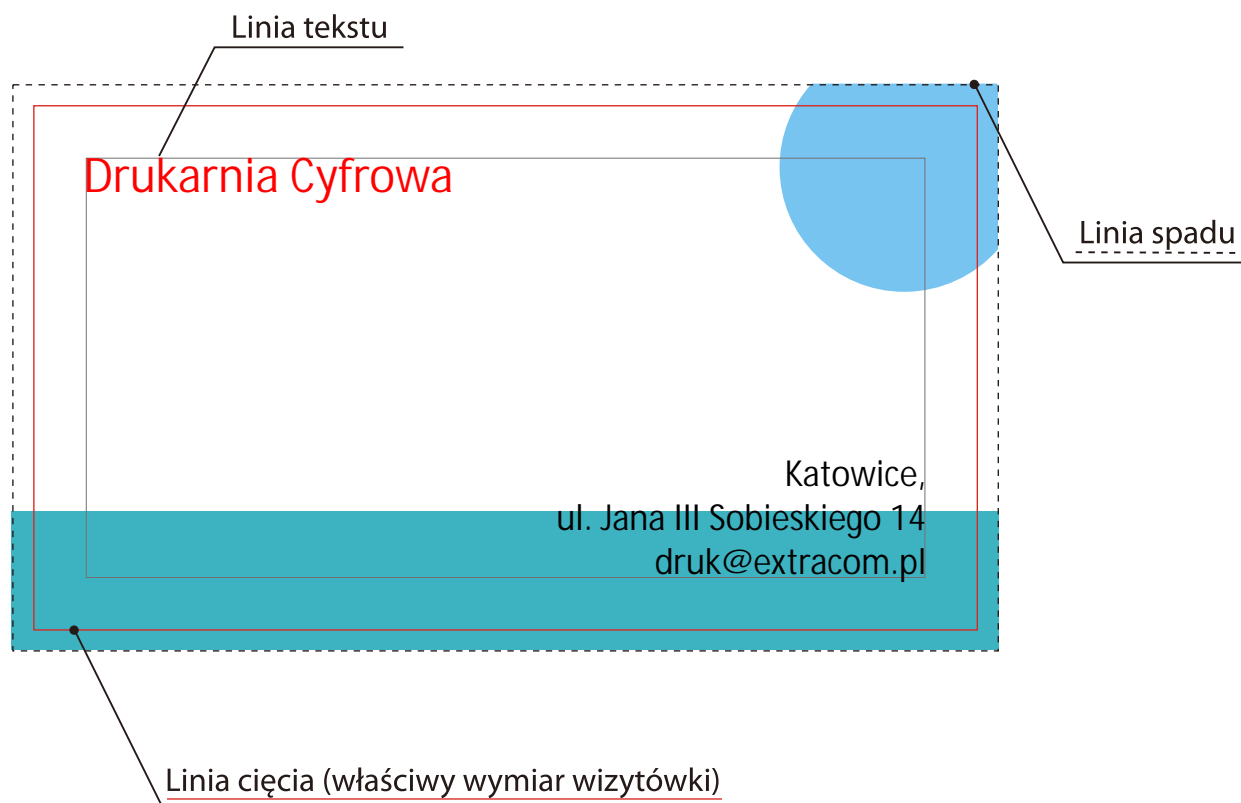 Linia tekstu
Drukarnia Cyfrowa
Linia spadu
Katowice,
ul. Jana III Sobieskiego 14
druk@extracom.pl
Linia cięcia (właściwy wymiar wizytówki)